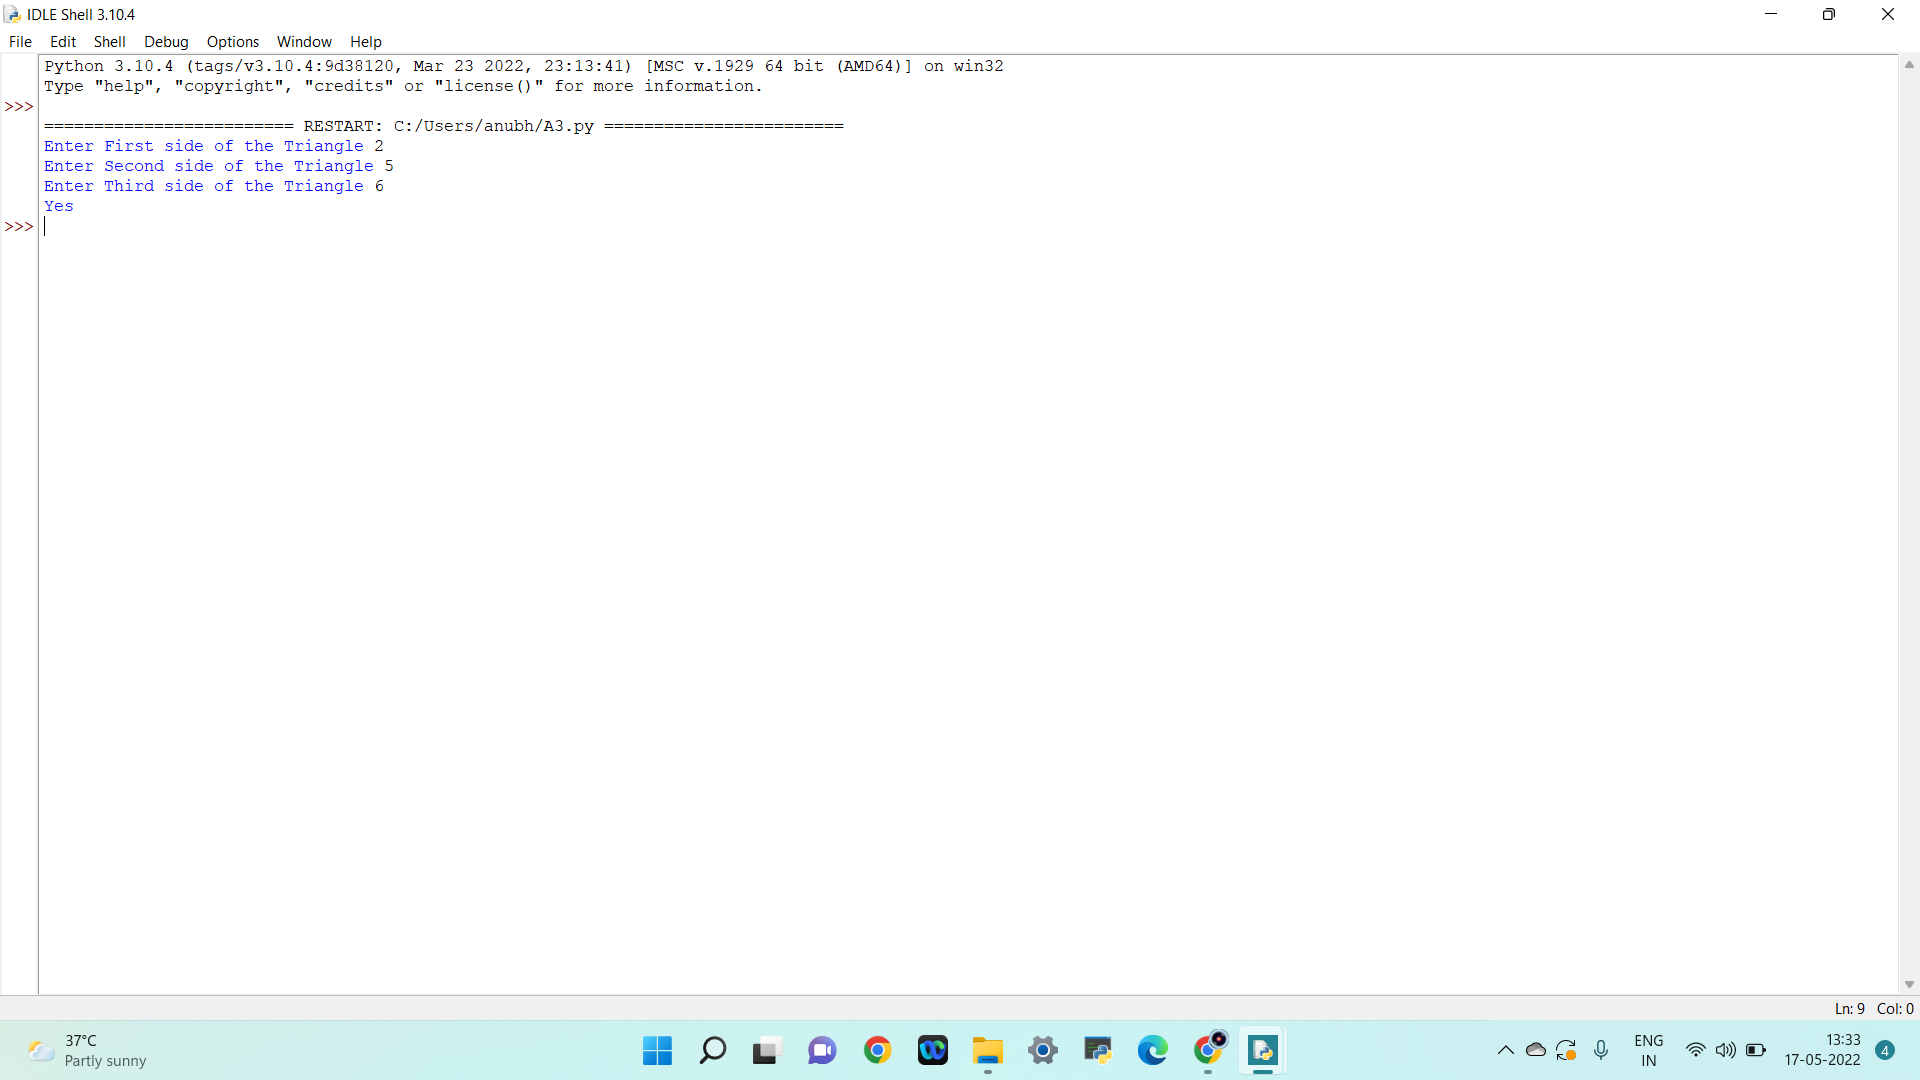 IDLE Shell 3.10.4
File Edit Shell Debug Options Window Help
Python 3.10.4 (tags/v3.10.4:9d38120, Mar 23 2022, 23:13:41) [MSC v.1929 64 bit (AMD64)] on win32
Type "help", "copyright", "credits" or "license()" for more information.
>>>
========================= RESTART: C:/Users/anubh/A3.py ========================
Enter First side of the Triangle 2
Enter Second side of the Triangle 5
Enter Third side of the Triangle 6
Yes
>>>
Ln: 9 Col: 0
37°C
Partly sunny
ENG
IN
13:33
17-05-2022
4